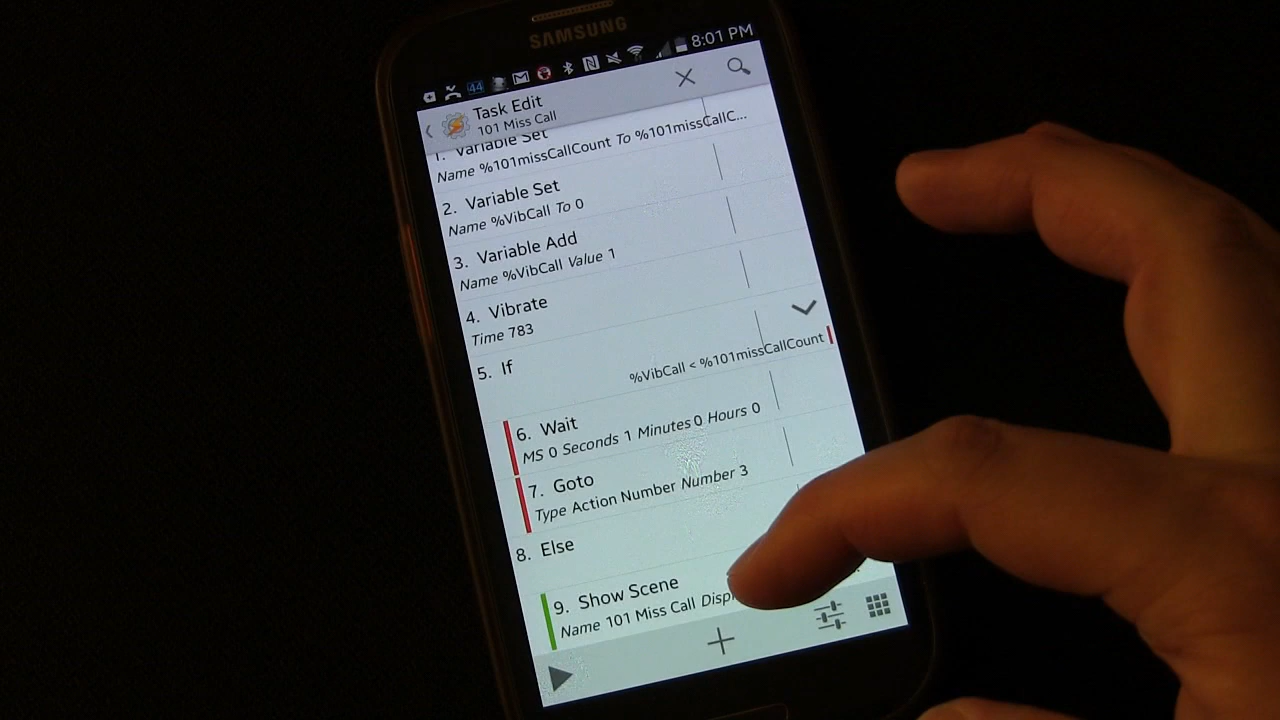 SAMSUNG
44 8:01 PM
Task Edit
101 Miss Call
1. Variable Set
Name %101missCallCount To %101missCallC...
2. Variable Set
Name %VibCall To 0
3. Variable Add
Name %VibCall Value 1
4. Vibrate
Time 783
5. If
%VibCall < %101missCallCount
6. Wait
MS 0 Seconds 1 Minutes 0 Hours 0
7. Goto
Type Action Number Number 3
8. Else
9. Show Scene
Name 101 Miss Call